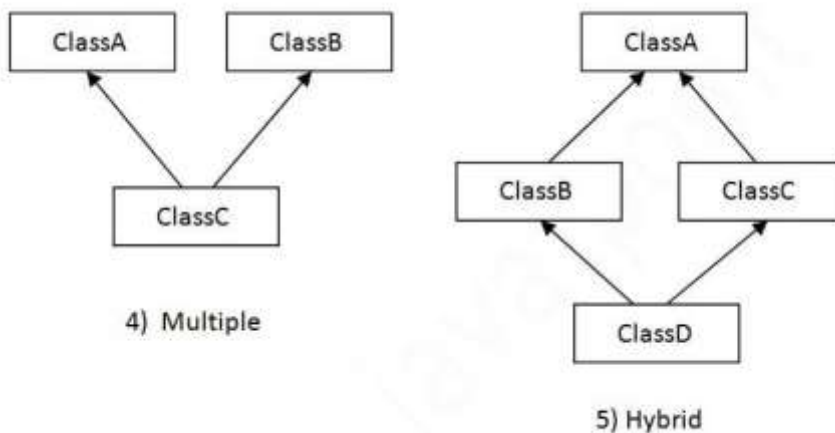 ClassA
ClassB
ClassC
4) Multiple
ClassA
ClassB
ClassC
ClassD
5) Hybrid